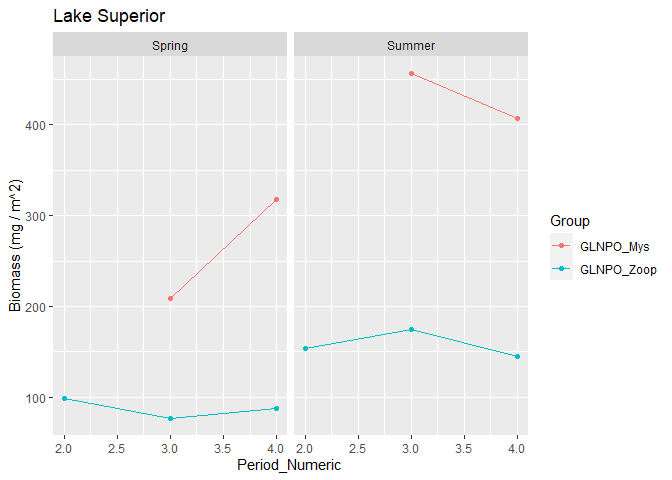 Lake Superior
Spring
Summer
Biomass (mg / m^2)
400
300
200
100
2.0 2.5 3.0 3.5 4.0
2.0 2.5 3.0 3.5 4.0
Period_Numeric
Group
GLNPO_Mys
GLNPO_Zoop